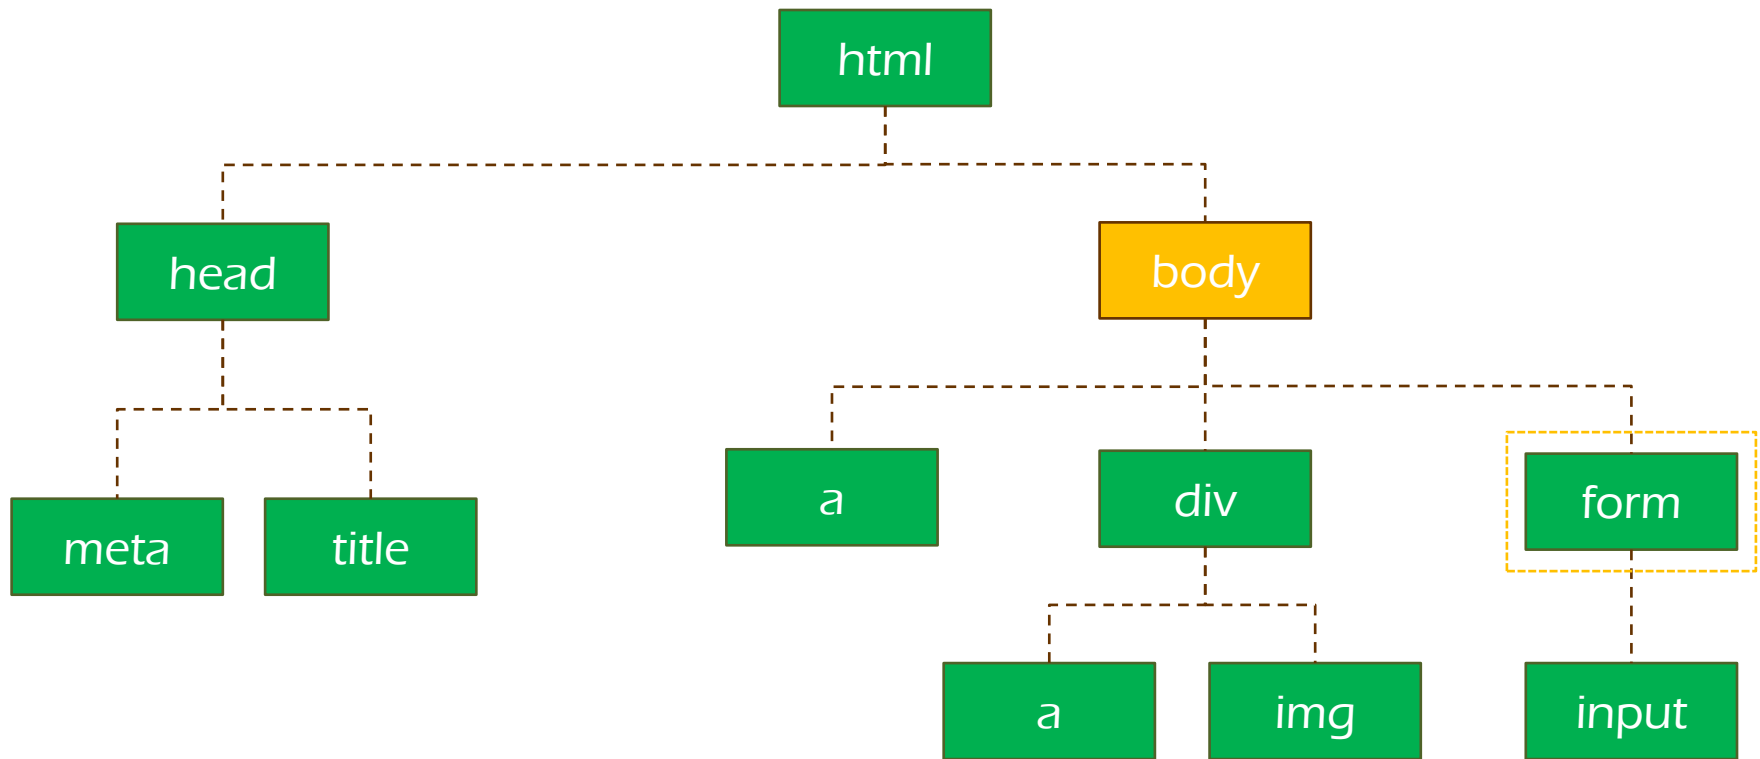 html
head
body
a
div
form
meta
title
a
img
input